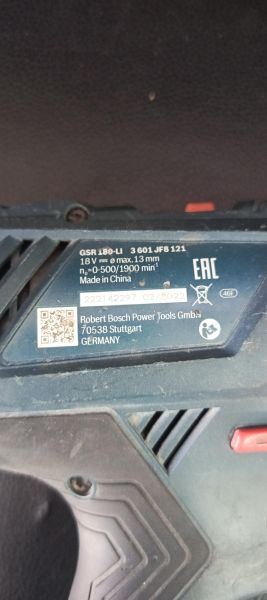 GSR 180-LI 3 601 JF8 121
18 V ⎓ ø max. 13 mm
n₀=0-500/1900 min⁻¹
Made in China
EAC
222142297
Robert Bosch Power Tools GmbH
70538 Stuttgart
GERMANY